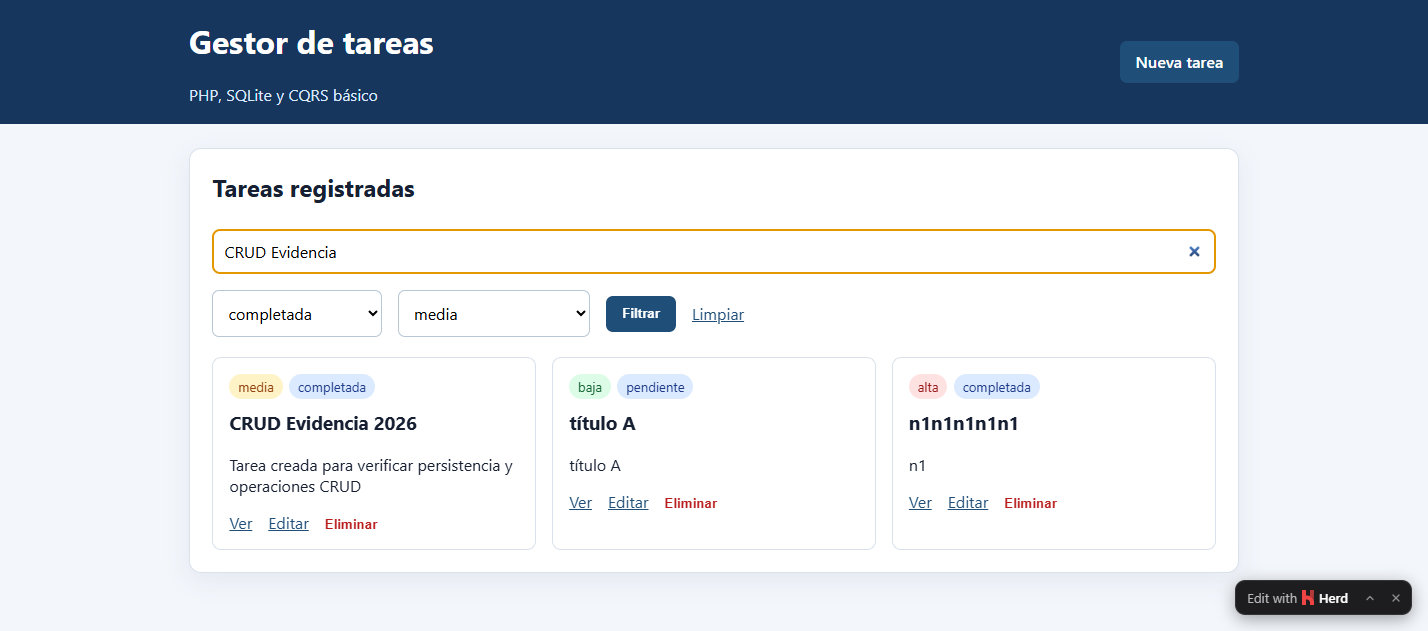 Gestor de tareas
Nueva tarea
PHP, SQLite y CQRS básico
Tareas registradas
CRUD Evidencia
completada
media
Filtrar
Limpiar
media
completada
CRUD Evidencia 2026
Tarea creada para verificar persistencia y
operaciones CRUD
Ver
Editar
Eliminar
baja
pendiente
título A
título A
Ver
Editar
Eliminar
alta
completada
n1n1n1n1n1
n1
Ver
Editar
Eliminar
Edit with Herd